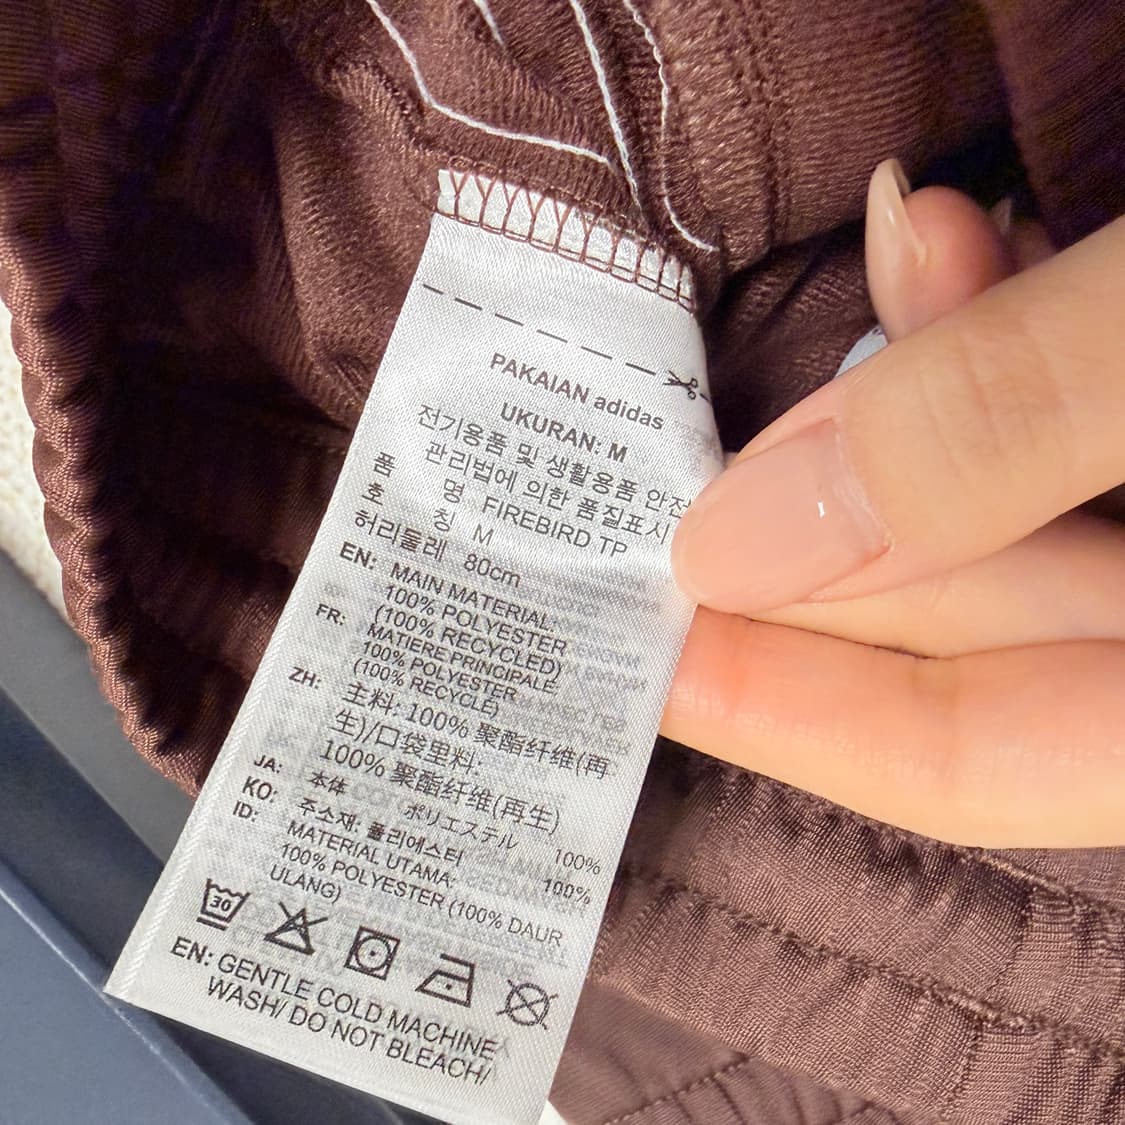 PAKAIAN adidas
UKURAN: M
전기용품 및 생활용품 안전
관리법에 의한 품질표시
품 명 FIREBIRD TP
호 칭 M
허리둘레 80cm
EN: MAIN MATERIAL:
100% POLYESTER
(100% RECYCLED)
FR: MATIERE PRINCIPALE:
100% POLYESTER
(100% RECYCLE)
ZH: 主料: 100% 聚酯纤维(再
生)/口袋里料:
100% 聚酯纤维(再生)
JA: 本体 ポリエステル 100%
KO: 주소재: 폴리에스터 100%
ID: MATERIAL UTAMA:
100% POLYESTER (100% DAUR
ULANG)
30
EN: GENTLE COLD MACHINE
WASH/ DO NOT BLEACH/